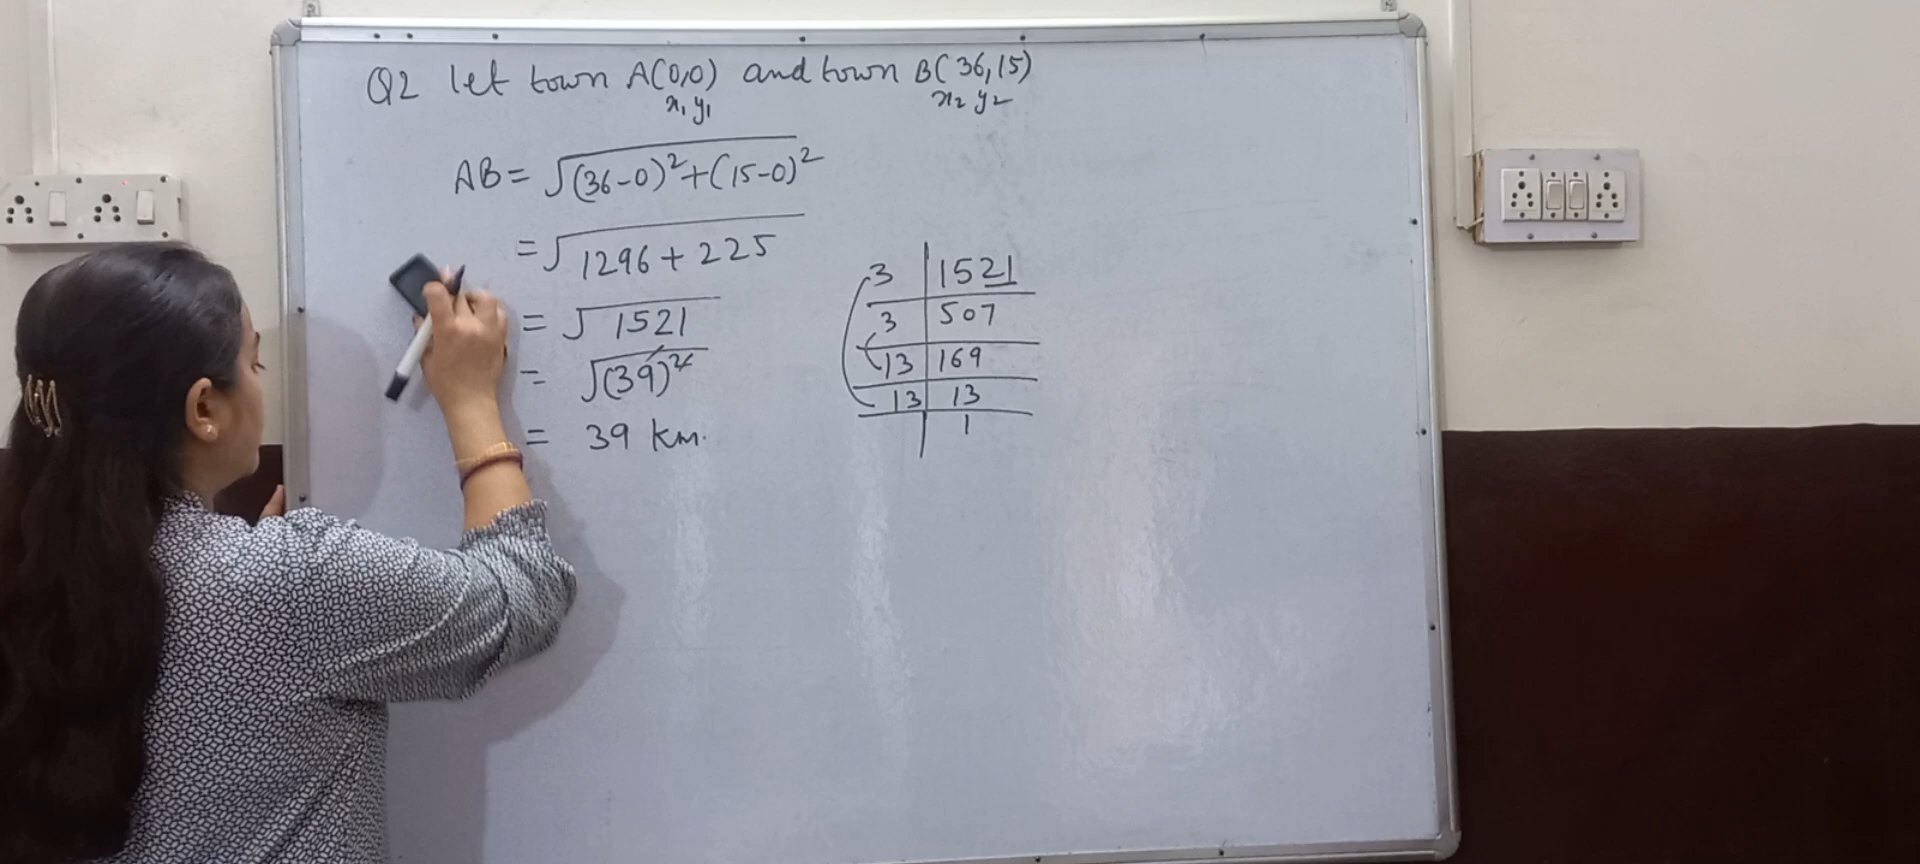 Q2 let town A(0,0) and town B(36,15)
x₁ y₁ x₂ y₂
AB = √(36-0)²+(15-0)²
= √1296+225
= √1521
= √(39)²
= 39 km.
3 | 1521
3 | 507
13 | 169
13 | 13
| 1